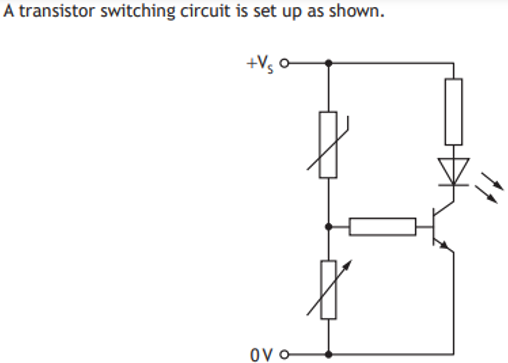 A transistor switching circuit is set up as shown.
+Vₛ
0 V